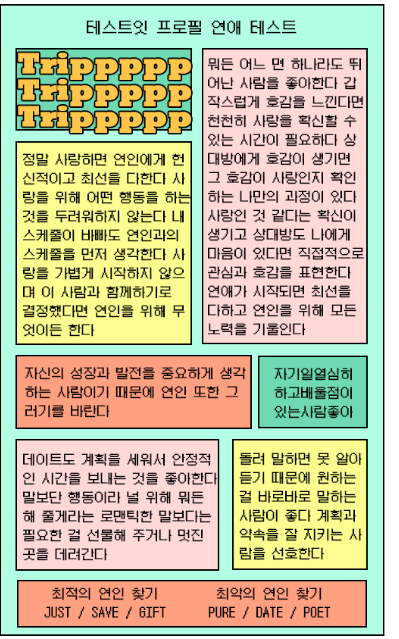 테스트잇 프로필 연애 테스트
Trippppp
Trippppp
Trippppp
정말 사랑하면 연인에게 헌
신적이고 최선을 다한다 사
랑을 위해 어떤 행동을 하는
것을 두려워하지 않는다 내
스케줄이 바빠도 연인과의
스케줄을 먼저 생각한다 사
랑을 가볍게 시작하지 않으
며 이 사람과 함께하기로
결정했다면 연인을 위해 무
엇이든 한다
뭐든 어느 면 하나라도 뛰
어난 사람을 좋아한다 갑
작스럽게 호감을 느낀다면
천천히 사랑을 확신할 수
있는 시간이 필요하다 상
대방에게 호감이 생기면
그 호감이 사랑인지 확인
하는 나만의 과정이 있다
사랑인 것 같다는 확신이
생기고 상대방도 나에게
마음이 있다면 직접적으로
관심과 호감을 표현한다
연애가 시작되면 최선을
다하고 연인을 위해 모든
노력을 기울인다
자신의 성장과 발전을 중요하게 생각
하는 사람이기 때문에 연인 또한 그
러기를 바란다
자기일열심히
하고배울점이
있는사람좋아
데이트도 계획을 세워서 안정적
인 시간을 보내는 것을 좋아한다
말보단 행동이라 널 위해 뭐든
해 줄게라는 로맨틱한 말보다는
필요한 걸 선물해 주거나 멋진
곳을 데려간다
돌려 말하면 못 알아
듣기 때문에 원하는
걸 바로바로 말하는
사람이 좋다 계획과
약속을 잘 지키는 사
람을 선호한다
최적의 연인 찾기
JUST / SAVE / GIFT
최악의 연인 찾기
PURE / DATE / POET